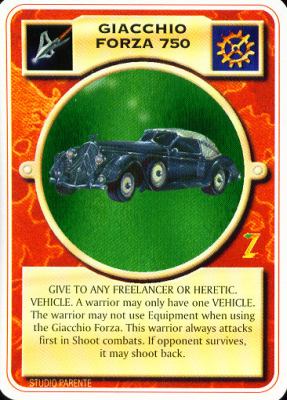 GIACCHIO
FORZA 750
GIVE TO ANY FREELANCER OR HERETIC.
VEHICLE. A warrior may only have one VEHICLE.
The warrior may not use Equipment when using
the Giacchio Forza. This warrior always attacks
first in Shoot combats. If opponent survives,
it may shoot back.
STUDIO PARENTE